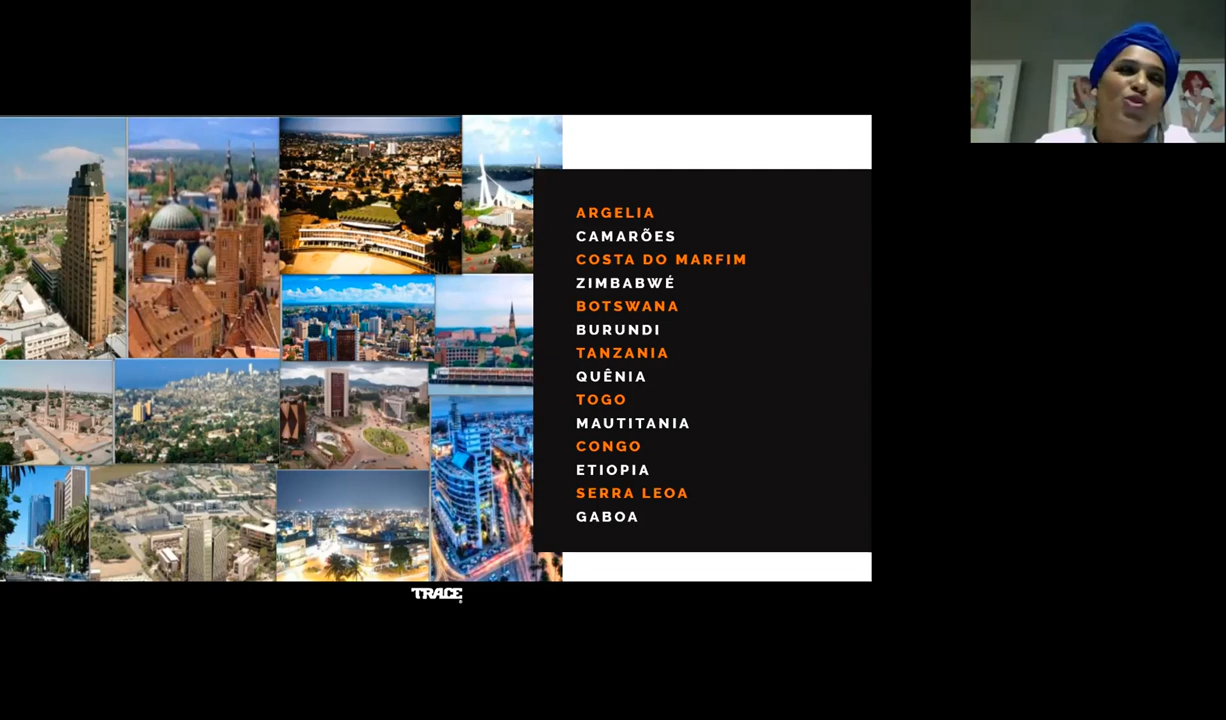 ARGELIA
CAMARÕES
COSTA DO MARFIM
ZIMBABWÉ
BOTSWANA
BURUNDI
TANZANIA
QUÊNIA
TOGO
MAUTITANIA
CONGO
ETIOPIA
SERRA LEOA
GABOA
TRACE